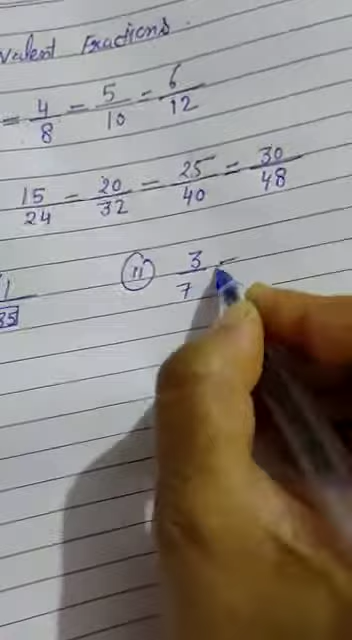 valent Fractions.
= 4/8 = 5/10 = 6/12
15/24 = 20/32 = 25/40 = 30/48
(ii) 3/7 =